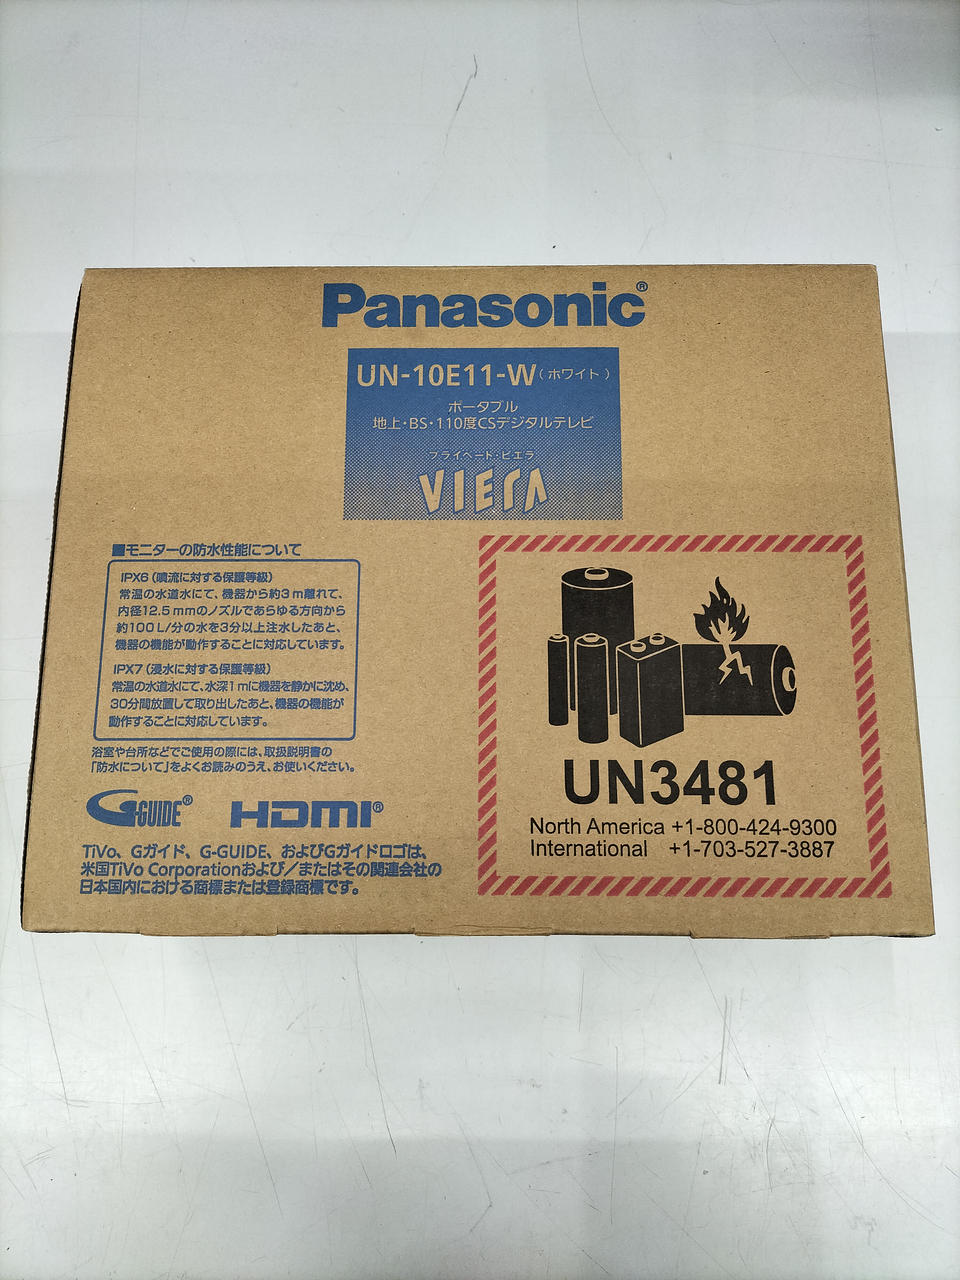 Panasonic®
UN-10E11-W(ホワイト)
ポータブル
地上・BS・110度CSデジタルテレビ
プライベート・ビエラ
VIERA
■モニターの防水性能について
IPX6(噴流に対する保護等級)
常温の水道水にて、機器から約3m離れて、
内径12.5mmのノズルであらゆる方向から
約100L/分の水を3分以上注水したあと、
機器の機能が動作することに対応しています。
IPX7(浸水に対する保護等級)
常温の水道水にて、水深1mに機器を静かに沈め、
30分間放置して取り出したあと、機器の機能が
動作することに対応しています。
浴室や台所などでご使用の際には、取扱説明書の
「防水について」をよくお読みのうえ、お使いください。
G-GUIDE® HDMI®
TiVo、Gガイド、G-GUIDE、およびGガイドロゴは、
米国TiVo Corporationおよび/またはその関連会社の
日本国内における商標または登録商標です。
UN3481
North America +1-800-424-9300
International +1-703-527-3887